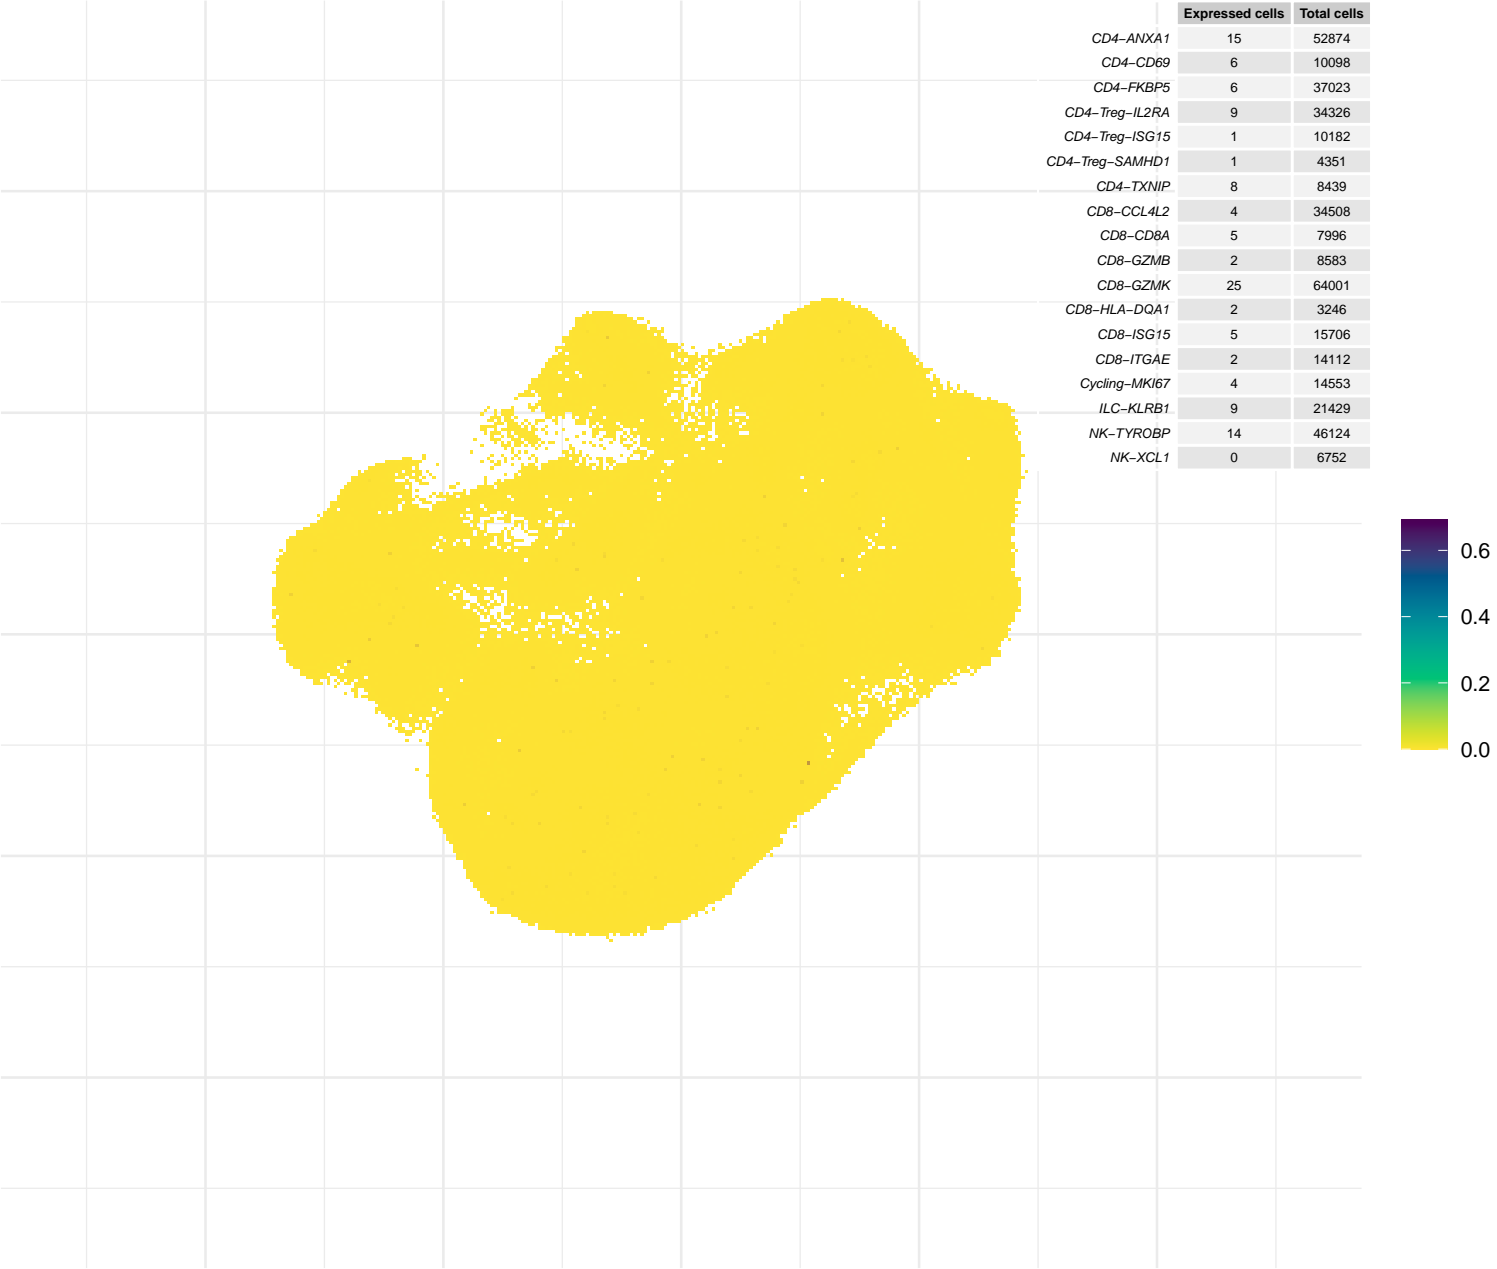 Expressed cells Total cells
CD4−ANXA1 15 52874
CD4−CD69 6 10098
CD4−FKBP5 6 37023
CD4−Treg−IL2RA 9 34326
CD4−Treg−ISG15 1 10182
CD4−Treg−SAMHD1 1 4351
CD4−TXNIP 8 8439
CD8−CCL4L2 4 34508
CD8−CD8A 5 7996
CD8−GZMB 2 8583
CD8−GZMK 25 64001
CD8−HLA−DQA1 2 3246
CD8−ISG15 5 15706
CD8−ITGAE 2 14112
Cycling−MKI67 4 14553
ILC−KLRB1 9 21429
NK−TYROBP 14 46124
NK−XCL1 0 6752
0.6
0.4
0.2
0.0